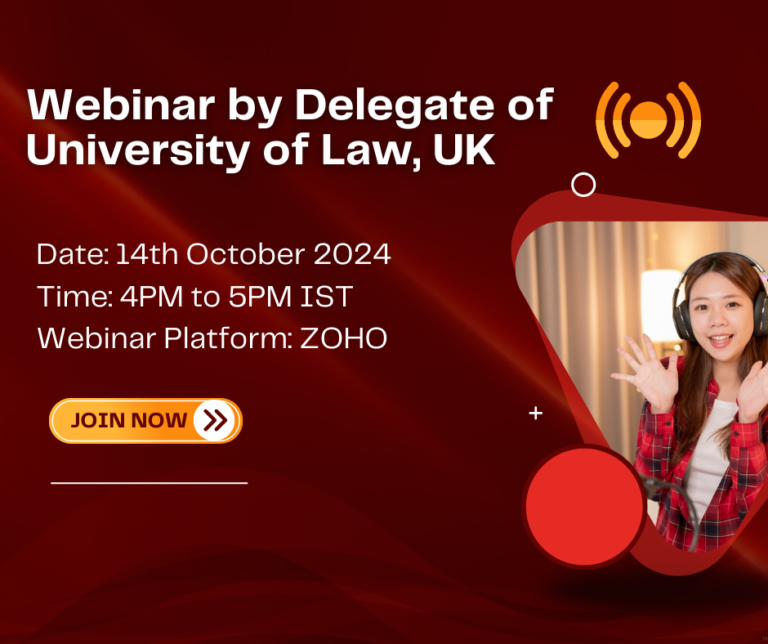 Webinar by Delegate of
University of Law, UK
Date: 14th October 2024
Time: 4PM to 5PM IST
Webinar Platform: ZOHO
JOIN NOW